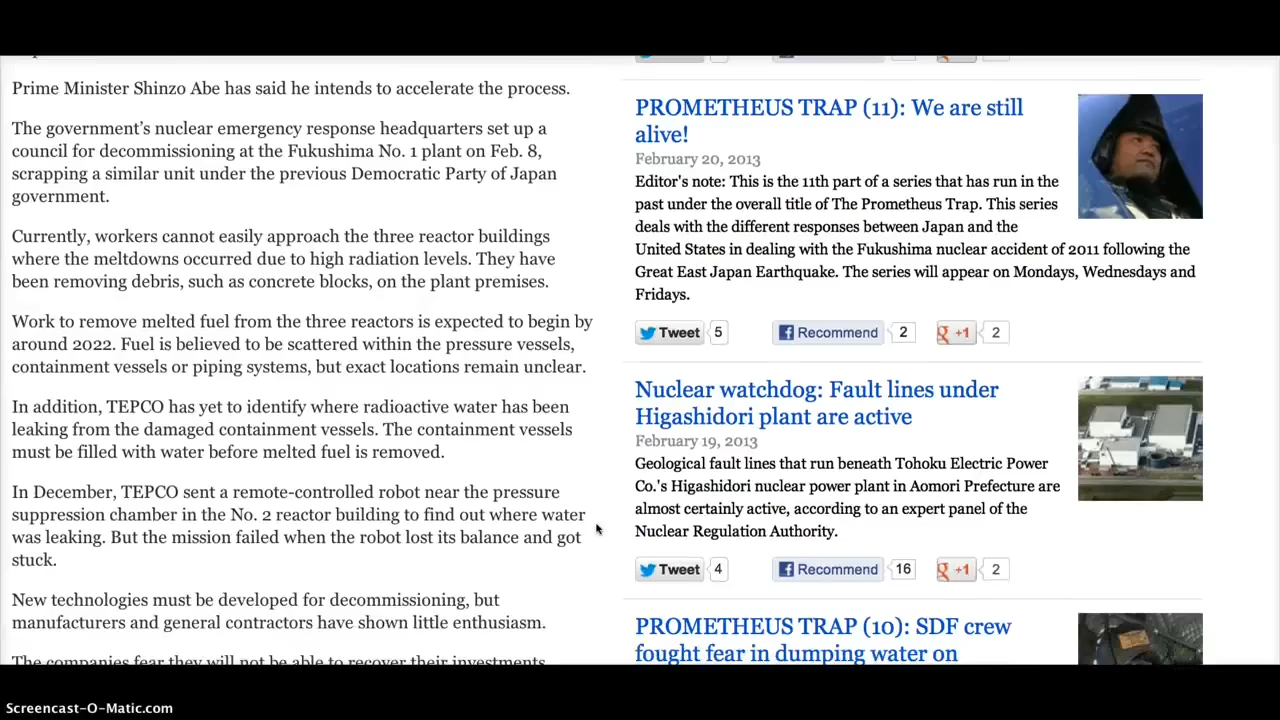 Prime Minister Shinzo Abe has said he intends to accelerate the process.
The government's nuclear emergency response headquarters set up a
council for decommissioning at the Fukushima No. 1 plant on Feb. 8,
scrapping a similar unit under the previous Democratic Party of Japan
government.
Currently, workers cannot easily approach the three reactor buildings
where the meltdowns occurred due to high radiation levels. They have
been removing debris, such as concrete blocks, on the plant premises.
Work to remove melted fuel from the three reactors is expected to begin by
around 2022. Fuel is believed to be scattered within the pressure vessels,
containment vessels or piping systems, but exact locations remain unclear.
In addition, TEPCO has yet to identify where radioactive water has been
leaking from the damaged containment vessels. The containment vessels
must be filled with water before melted fuel is removed.
In December, TEPCO sent a remote-controlled robot near the pressure
suppression chamber in the No. 2 reactor building to find out where water
was leaking. But the mission failed when the robot lost its balance and got
stuck.
New technologies must be developed for decommissioning, but
manufacturers and general contractors have shown little enthusiasm.
The companies fear they will not be able to recover their investments
PROMETHEUS TRAP (11): We are still
alive!
February 20, 2013
Editor's note: This is the 11th part of a series that has run in the
past under the overall title of The Prometheus Trap. This series
deals with the different responses between Japan and the
United States in dealing with the Fukushima nuclear accident of 2011 following the
Great East Japan Earthquake. The series will appear on Mondays, Wednesdays and
Fridays.
Tweet 5 Recommend 2 +1 2
Nuclear watchdog: Fault lines under
Higashidori plant are active
February 19, 2013
Geological fault lines that run beneath Tohoku Electric Power
Co.'s Higashidori nuclear power plant in Aomori Prefecture are
almost certainly active, according to an expert panel of the
Nuclear Regulation Authority.
Tweet 4 Recommend 16 +1 2
PROMETHEUS TRAP (10): SDF crew
fought fear in dumping water on
Screencast-O-Matic.com